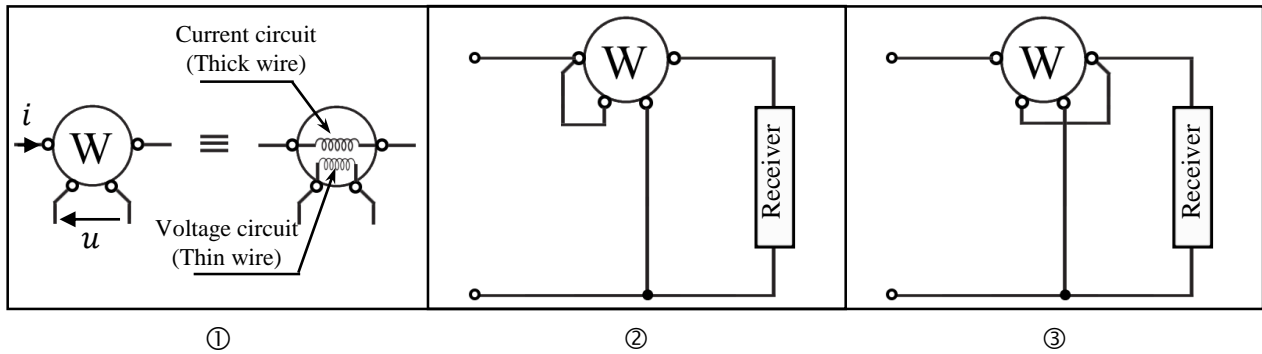 Current circuit
(Thick wire)
i
W
≡
u
Voltage circuit
(Thin wire)
W
Receiver
W
Receiver
①
②
③